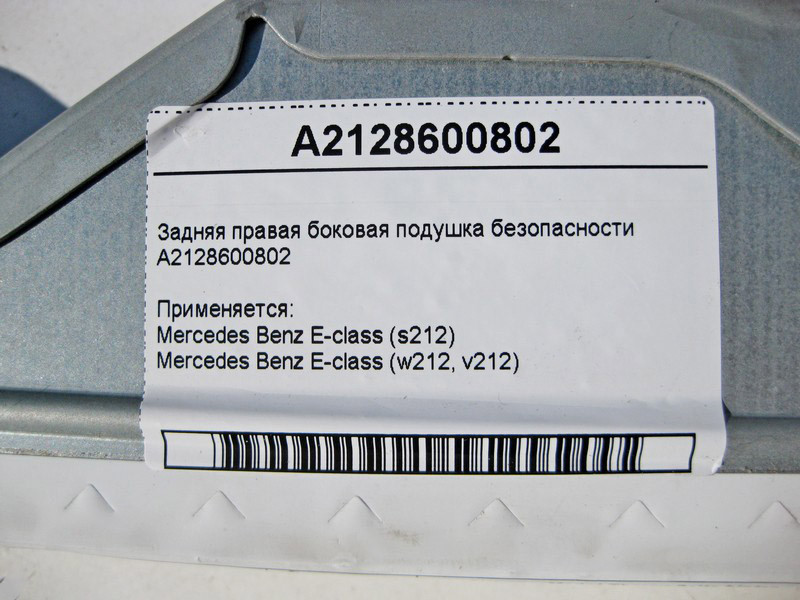 A2128600802
Задняя правая боковая подушка безопасности
A2128600802
Применяется:
Mercedes Benz E-class (s212)
Mercedes Benz E-class (w212, v212)